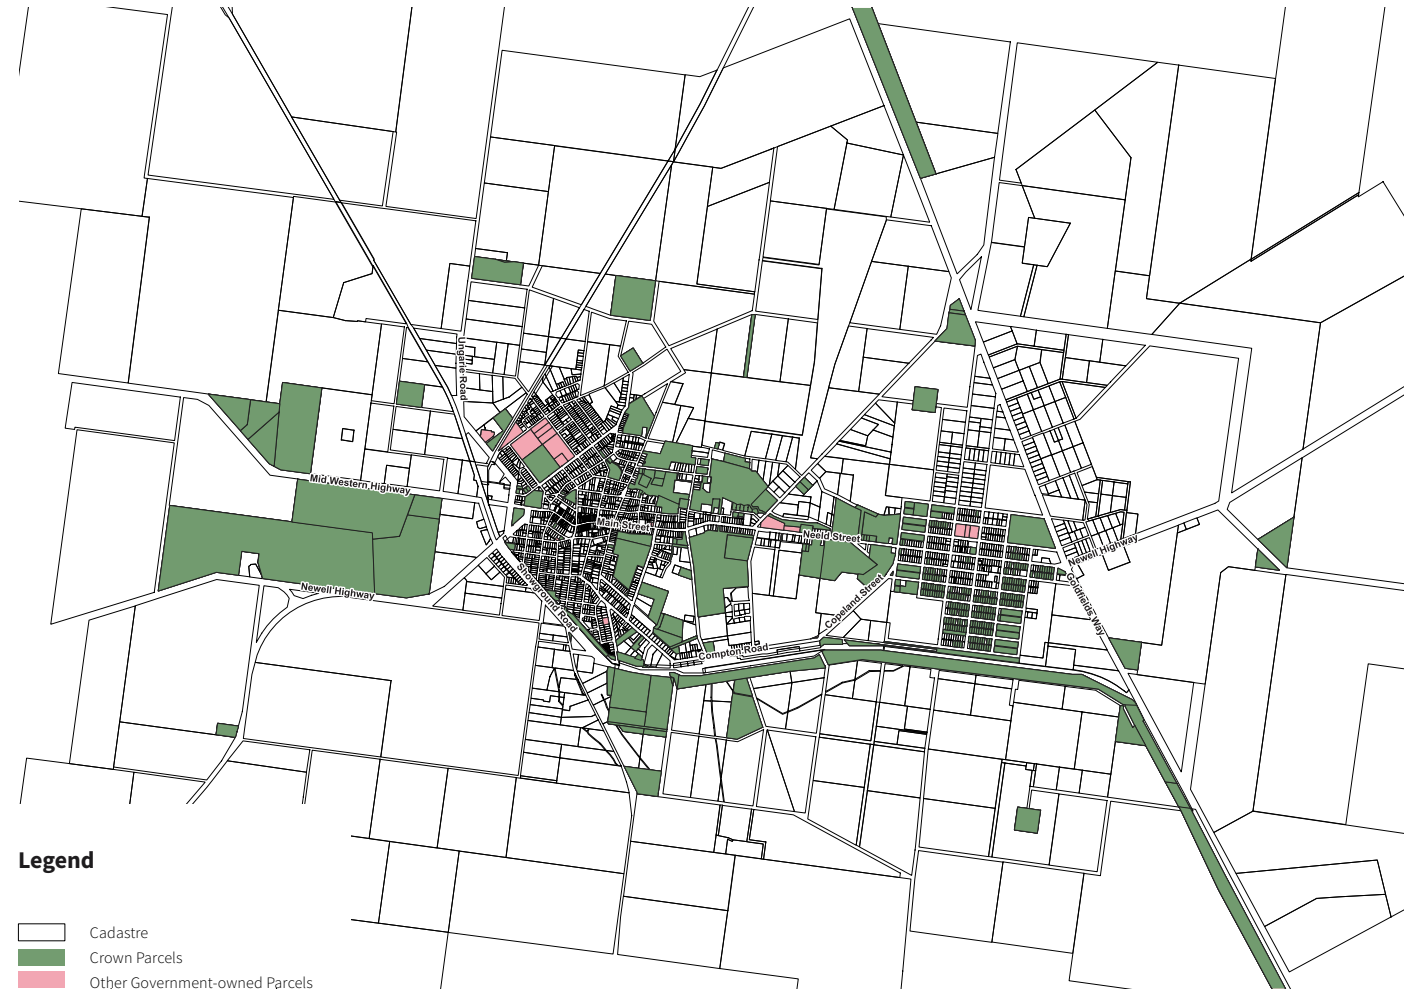 Ungarie Road
Mid Western Highway
Main Street
Neeld Street
Newell Highway
Newell Highway
Showground Road
Copeland Street
Goldfields Way
Compton Road
Legend
Cadastre
Crown Parcels
Other Government-owned Parcels